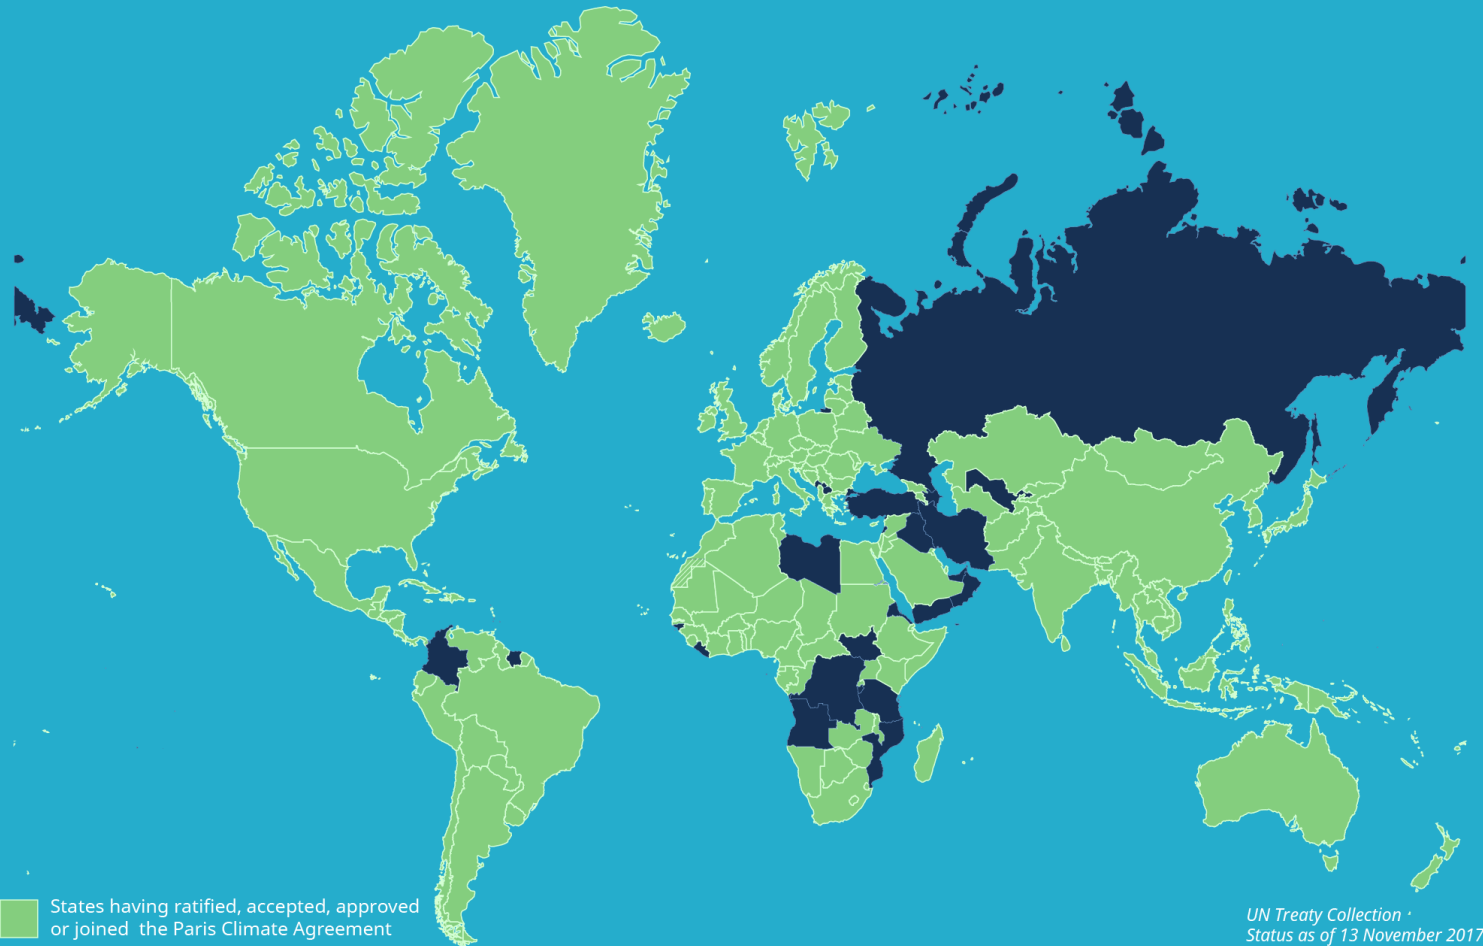 States having ratified, accepted, approved
or joined the Paris Climate Agreement
UN Treaty Collection ·
Status as of 13 November 2017